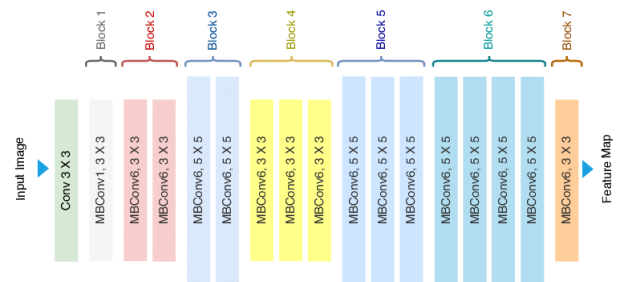 Block 1
Block 2
Block 3
Block 4
Block 5
Block 6
Block 7
Input Image
Conv 3 X 3
MBConv1, 3 X 3
MBConv6, 3 X 3
MBConv6, 3 X 3
MBConv6, 5 X 5
MBConv6, 5 X 5
MBConv6, 3 X 3
MBConv6, 3 X 3
MBConv6, 3 X 3
MBConv6, 5 X 5
MBConv6, 5 X 5
MBConv6, 5 X 5
MBConv6, 5 X 5
MBConv6, 5 X 5
MBConv6, 5 X 5
MBConv6, 5 X 5
MBConv6, 3 X 3
Feature Map